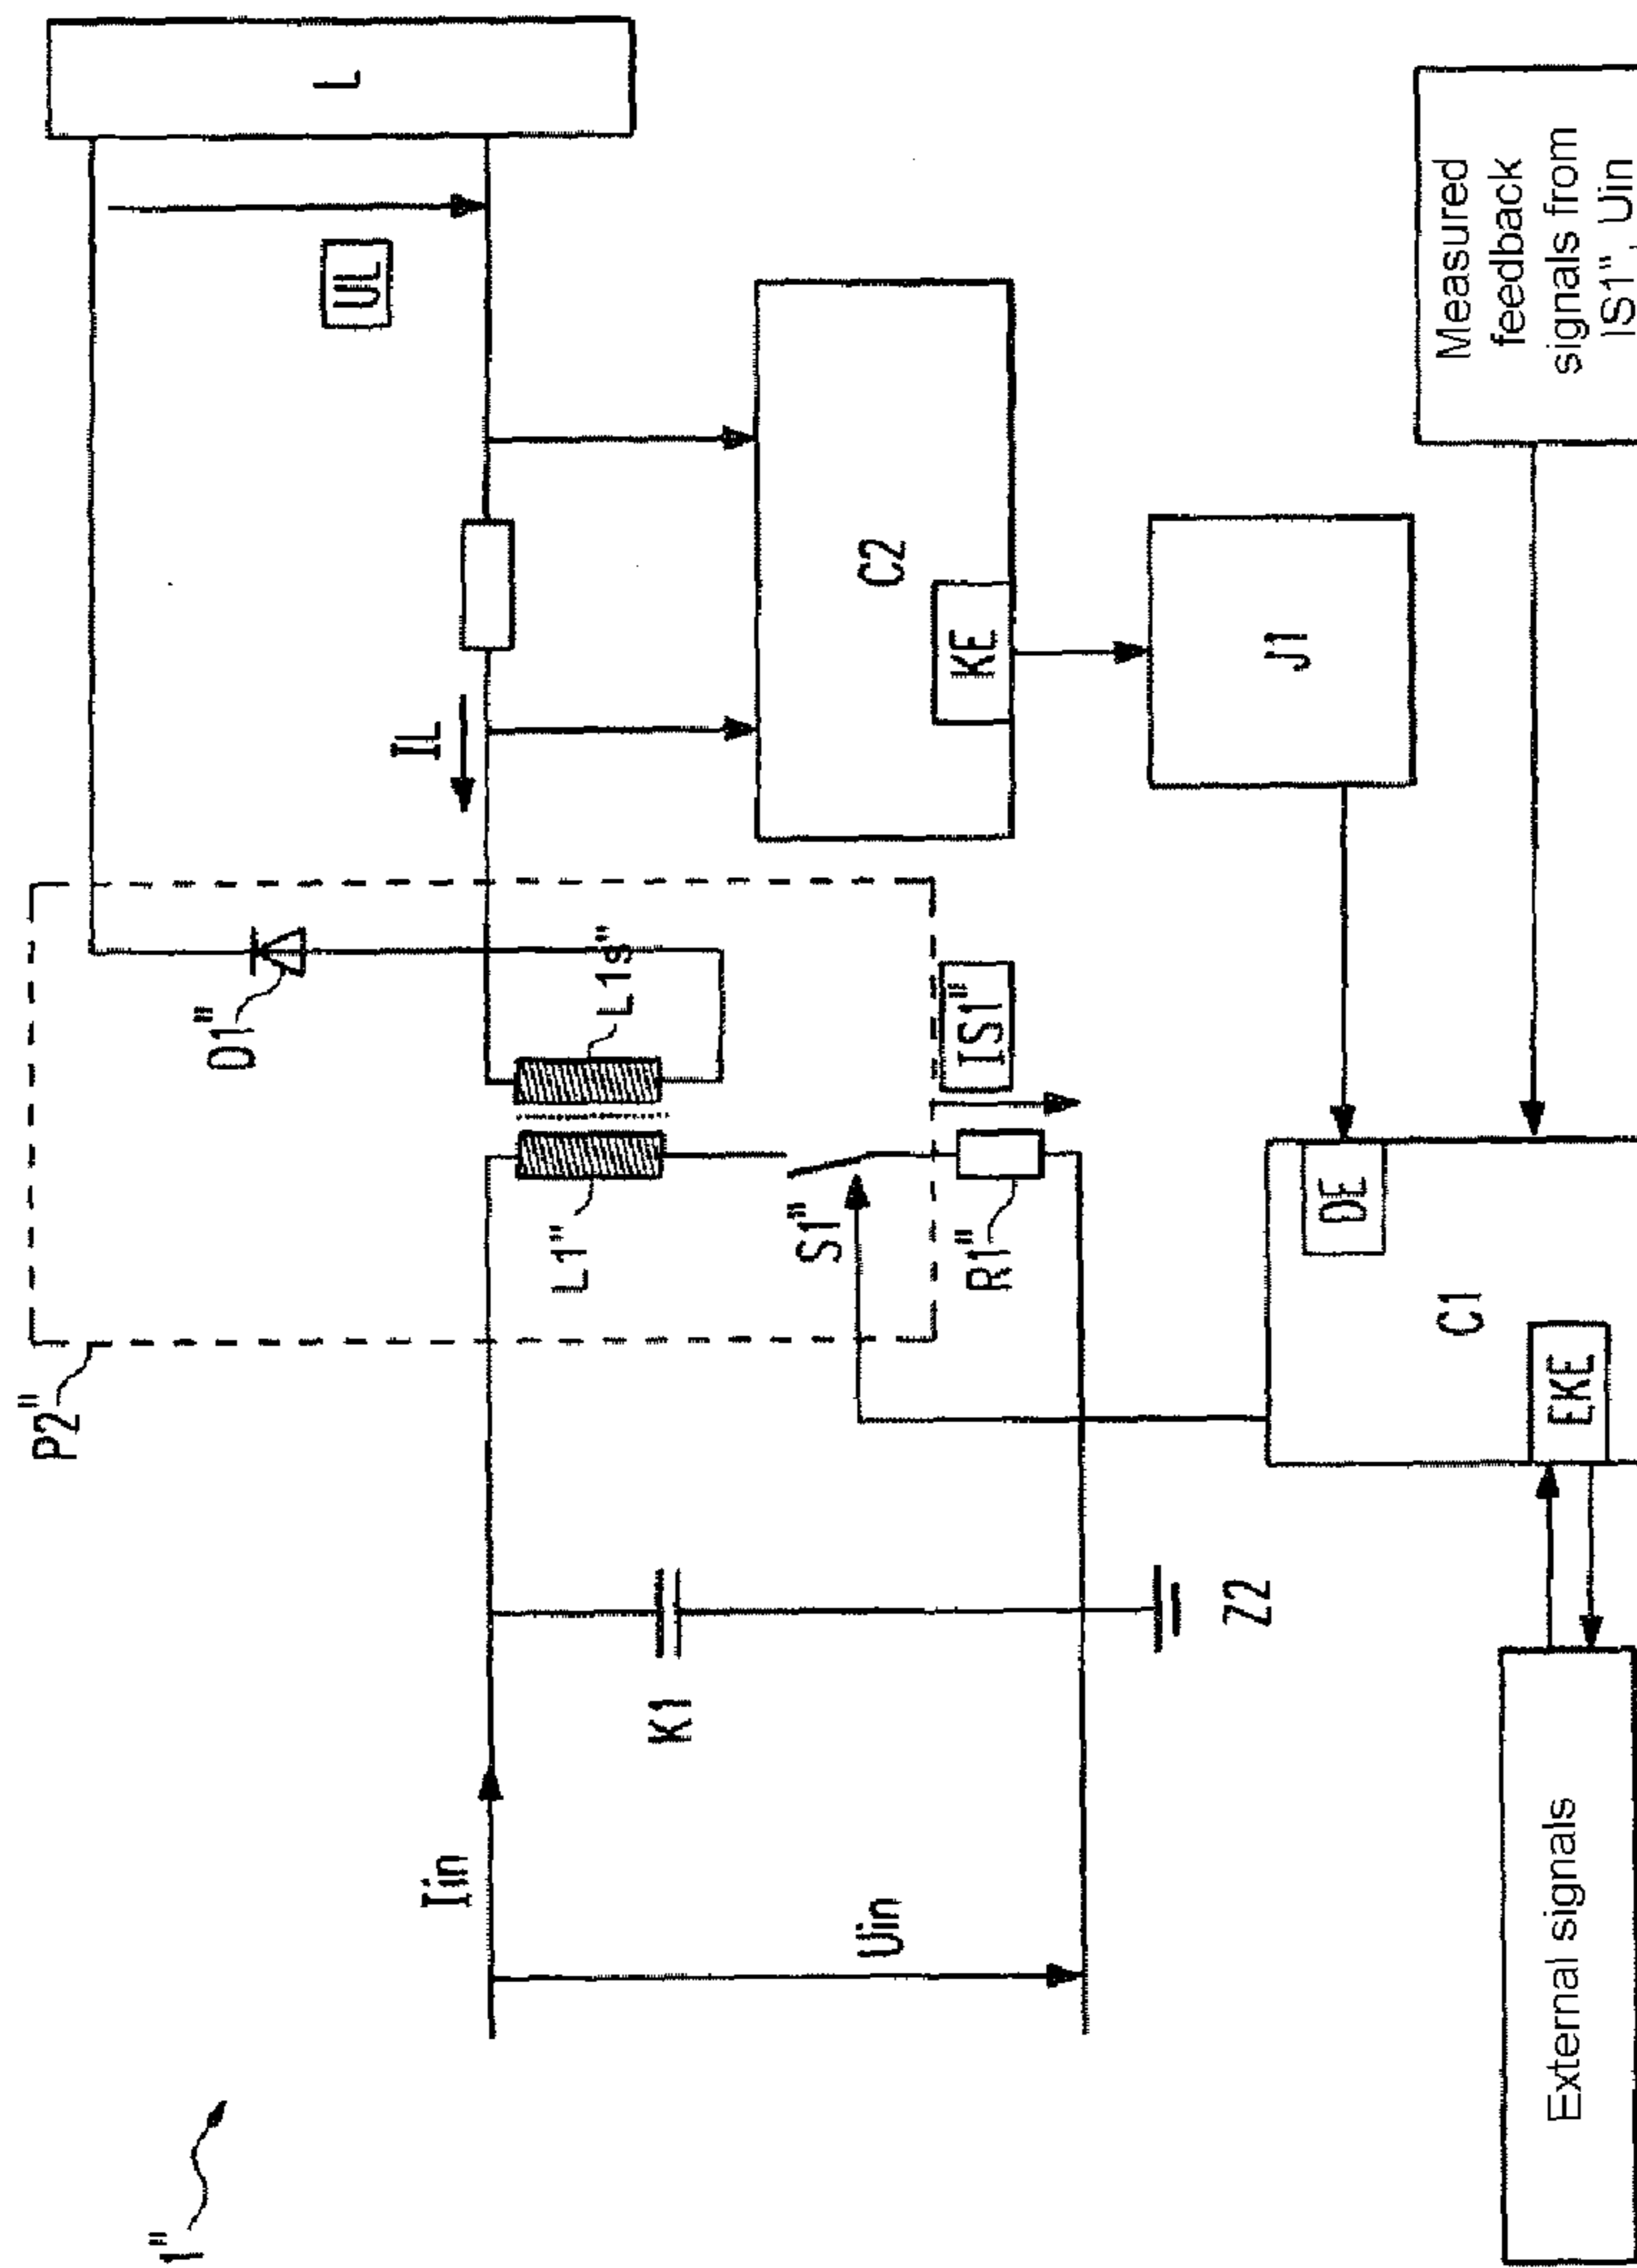 1"
P2"
D1"
L
UL
IL
Iin
L1"
L1s"
K1
Uin
S1"
IS1"
R1"
C2
KE
Z2
J1
DE
C1
EKE
External signals
Measured
feedback
signals from
IS1", Uin